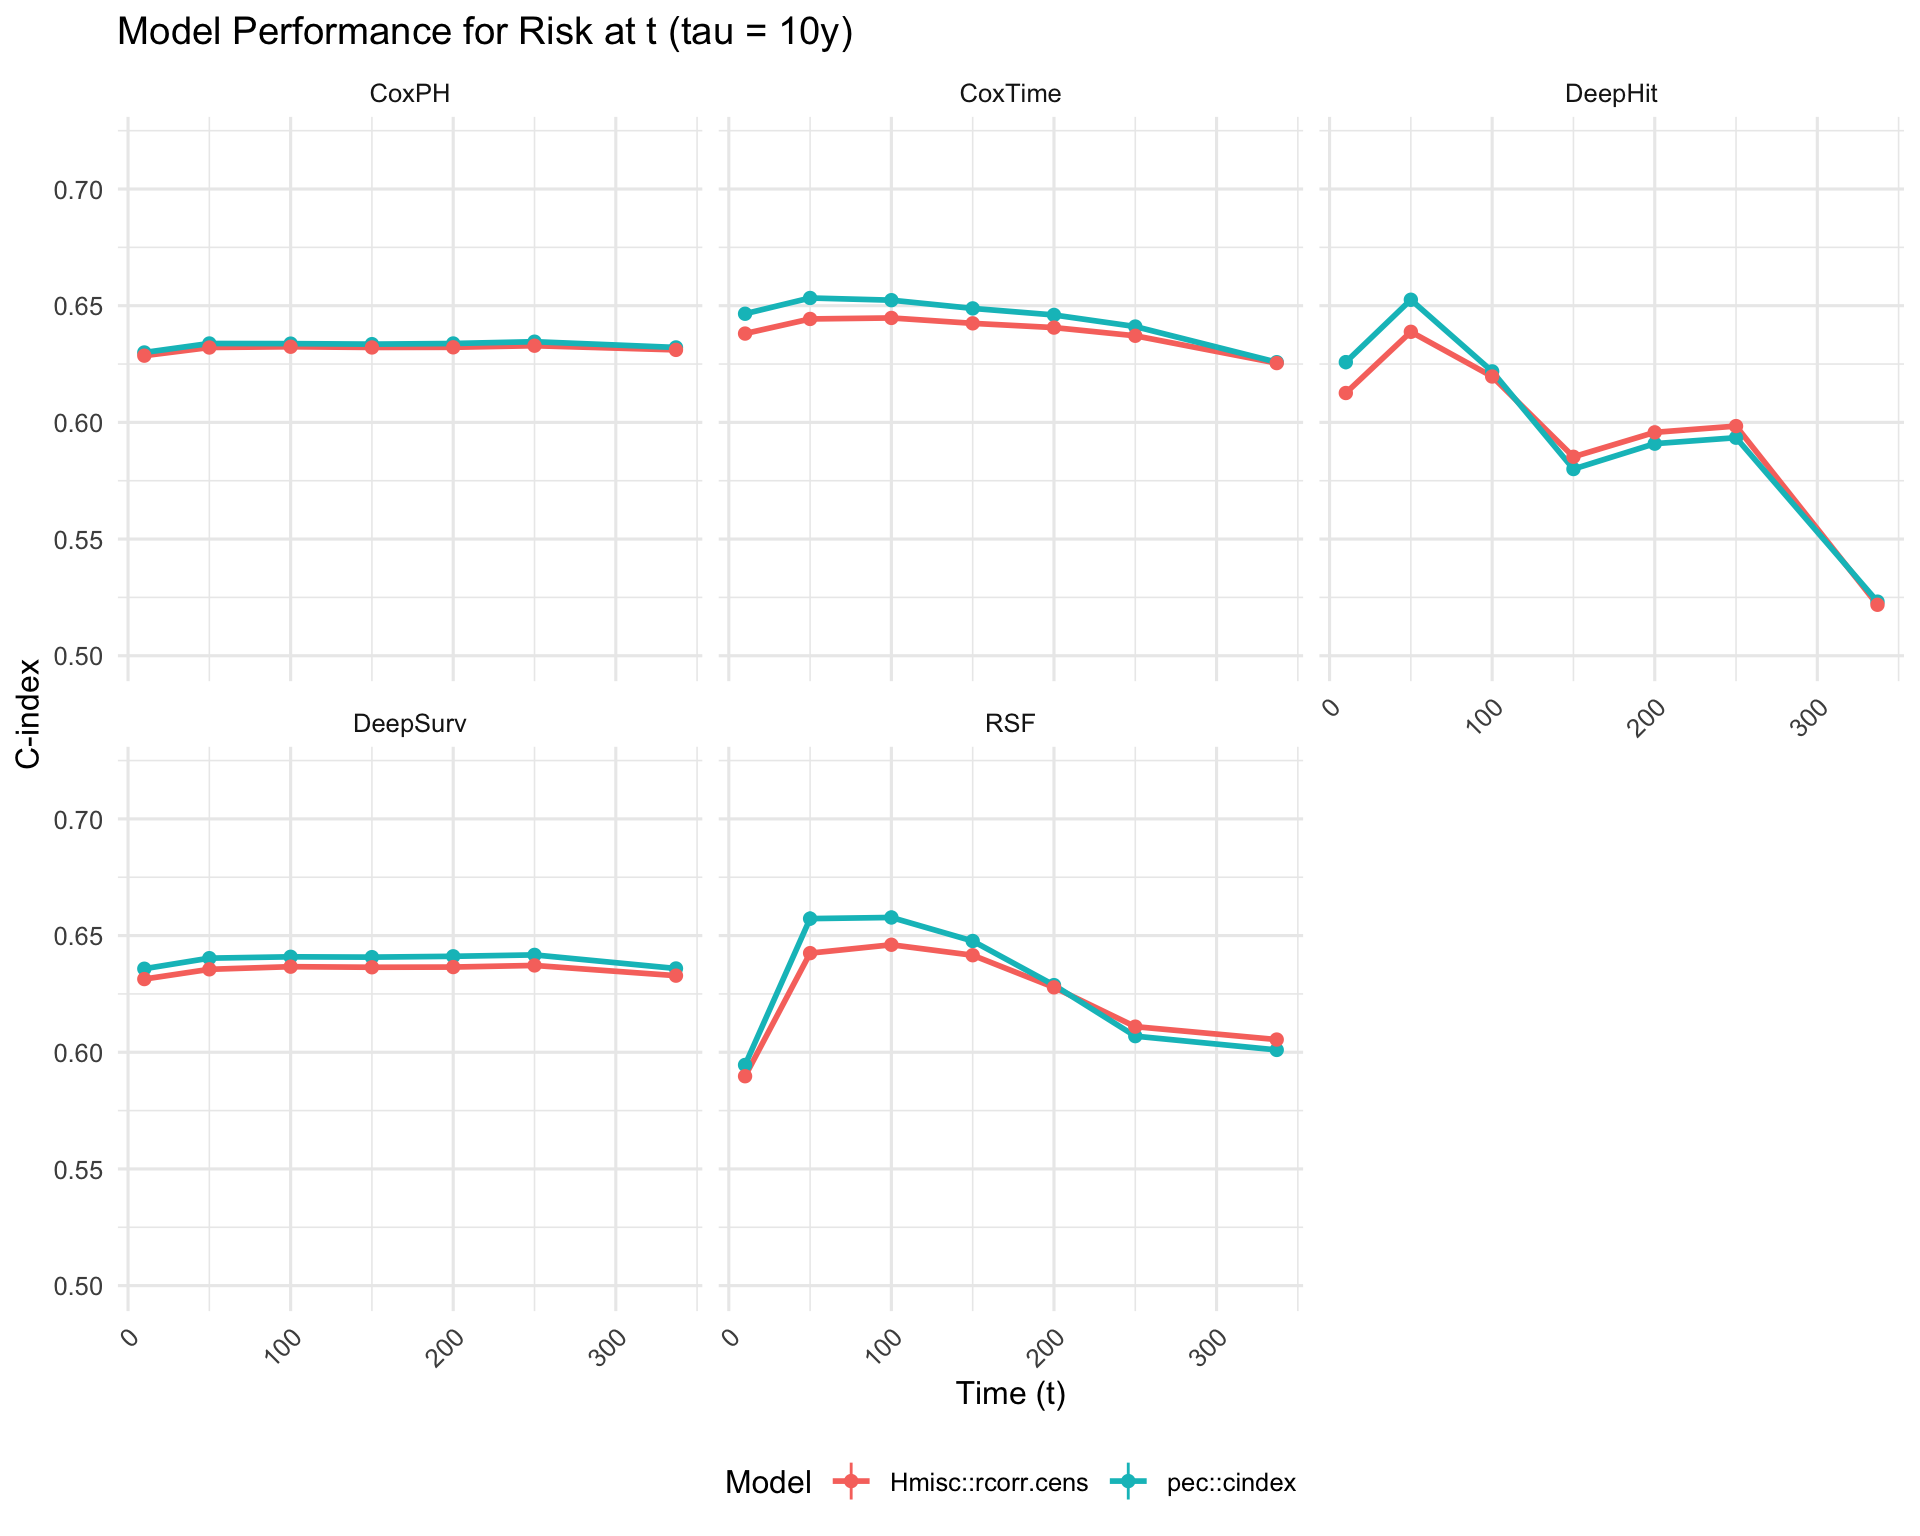 Model Performance for Risk at t (tau = 10y)
CoxPH
CoxTime
DeepHit
0.70
0.65
0.60
0.55
0.50
0
100
200
300
C-index
DeepSurv
RSF
0.70
0.65
0.60
0.55
0.50
0
100
200
300
0
100
200
300
Time (t)
Model
Hmisc::rcorr.cens
pec::cindex